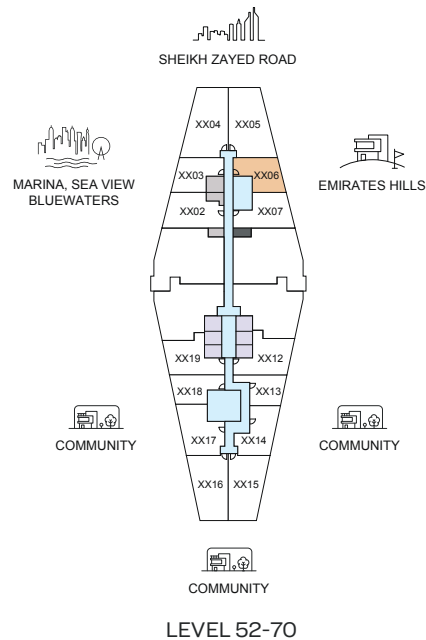 SHEIKH ZAYED ROAD
XX04 XX05
MARINA, SEA VIEW
BLUEWATERS
XX03 XX06
EMIRATES HILLS
XX02 XX07
XX19 XX12
XX18 XX13
COMMUNITY
XX17 XX14
COMMUNITY
XX16 XX15
COMMUNITY
LEVEL 52-70